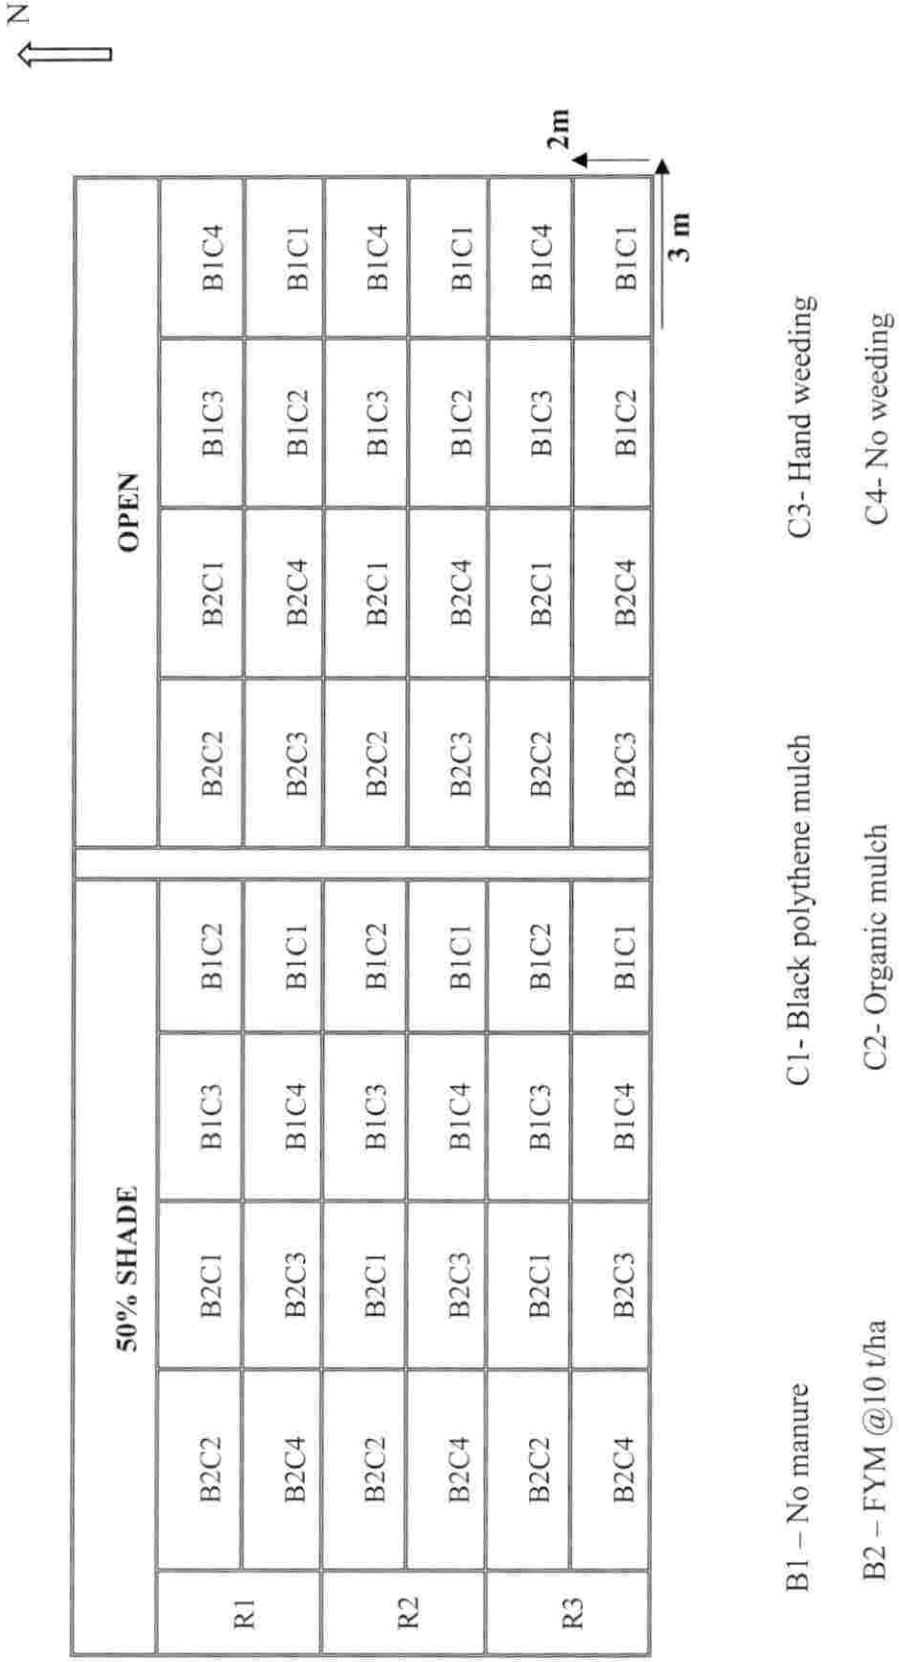 N
50% SHADE OPEN
R1 B2C2 B2C1 B1C3 B1C2 B2C2 B2C1 B1C3 B1C4
B2C4 B2C3 B1C4 B1C1 B2C3 B2C4 B1C2 B1C1
R2 B2C2 B2C1 B1C3 B1C2 B2C2 B2C1 B1C3 B1C4
B2C4 B2C3 B1C4 B1C1 B2C3 B2C4 B1C2 B1C1
R3 B2C2 B2C1 B1C3 B1C2 B2C2 B2C1 B1C3 B1C4
B2C4 B2C3 B1C4 B1C1 B2C3 B2C4 B1C2 B1C1
2m
3 m
B1 – No manure C1- Black polythene mulch C3- Hand weeding
B2 – FYM @10 t/ha C2- Organic mulch C4- No weeding